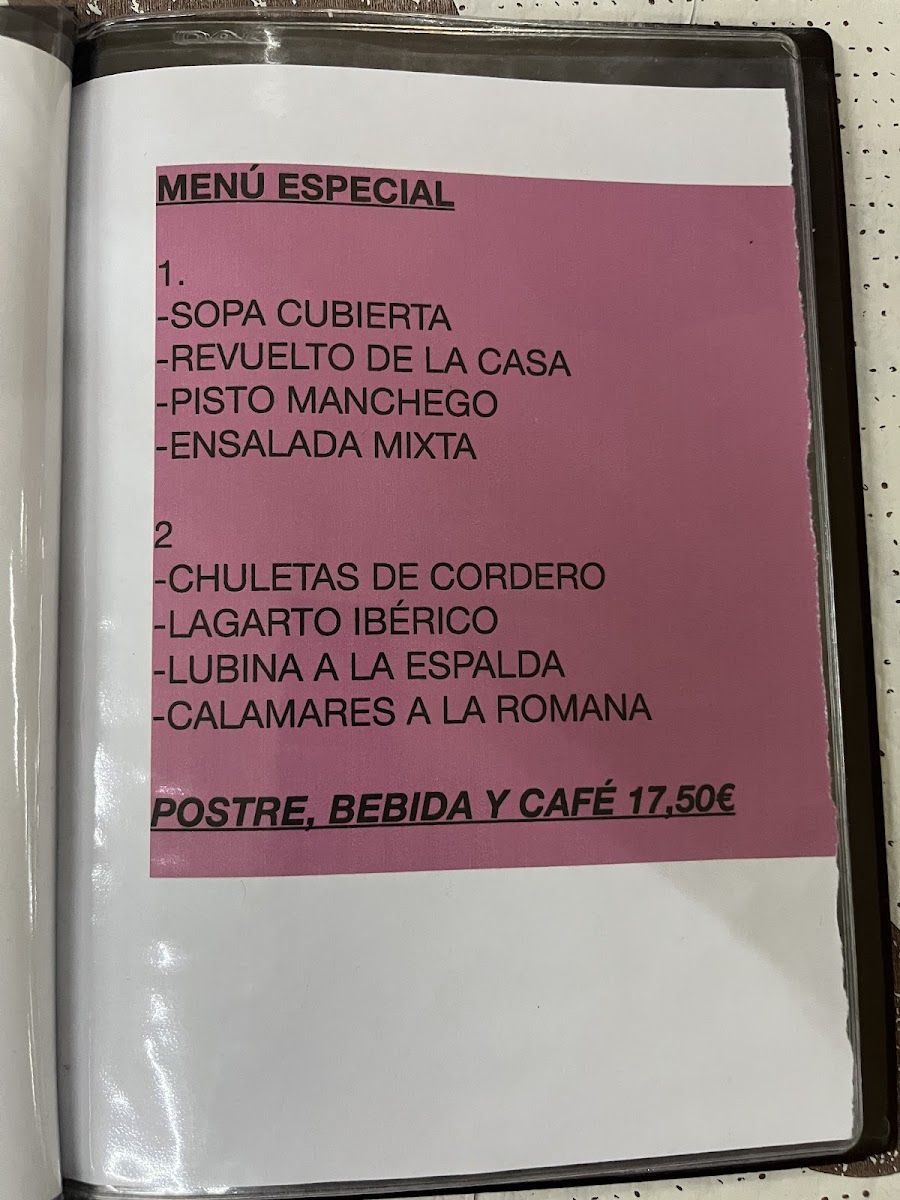 MENÚ ESPECIAL
1.
-SOPA CUBIERTA
-REVUELTO DE LA CASA
-PISTO MANCHEGO
-ENSALADA MIXTA
2
-CHULETAS DE CORDERO
-LAGARTO IBÉRICO
-LUBINA A LA ESPALDA
-CALAMARES A LA ROMANA
POSTRE, BEBIDA Y CAFÉ 17,50€